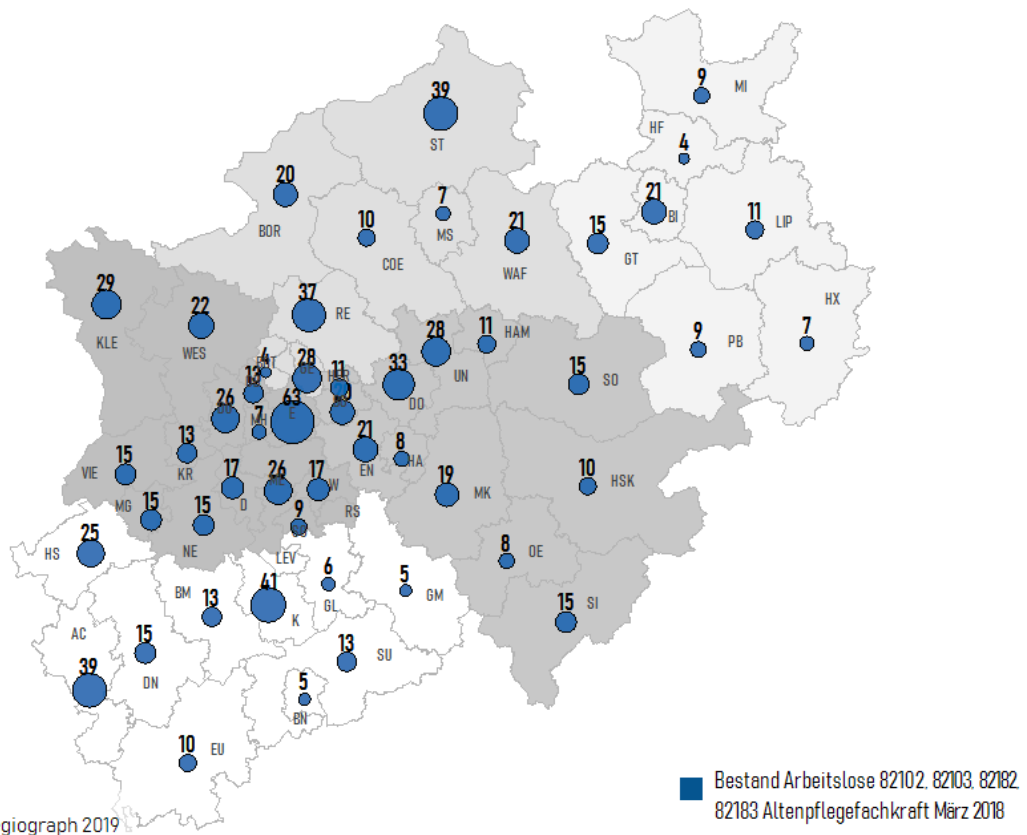 9
MI
39
ST
HF
4
20
BOR
7
MS
21
BI
10
COE
21
WAF
15
GT
11
LIP
29
KLE
22
WES
37
RE
28
UN
11
HAM
HX
7
9
PB
15
SO
4
13
28
GE
11
HER
33
DO
26
7
MH
63
E
20
21
EN
8
HA
15
VIE
13
KR
17
D
26
ME
17
W
19
MK
10
HSK
15
MG
15
NE
9
RS
8
OE
25
HS
LEV
BM
13
41
K
6
GL
5
GM
15
SI
AC
39
15
DN
13
SU
5
BN
10
EU
giograph 2019
Bestand Arbeitslose 82102, 82103, 82182,
82183 Altenpflegefachkraft März 2018